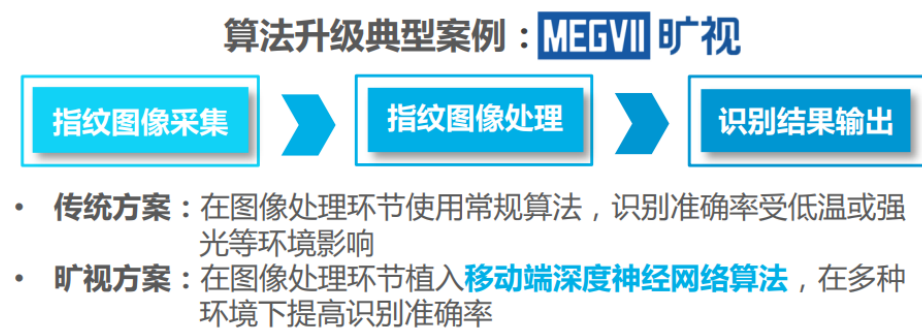 算法升级典型案例：MEGVII 旷视
指纹图像采集
指纹图像处理
识别结果输出
• 传统方案：在图像处理环节使用常规算法，识别准确率受低温或强
光等环境影响
• 旷视方案：在图像处理环节植入移动端深度神经网络算法，在多种
环境下提高识别准确率